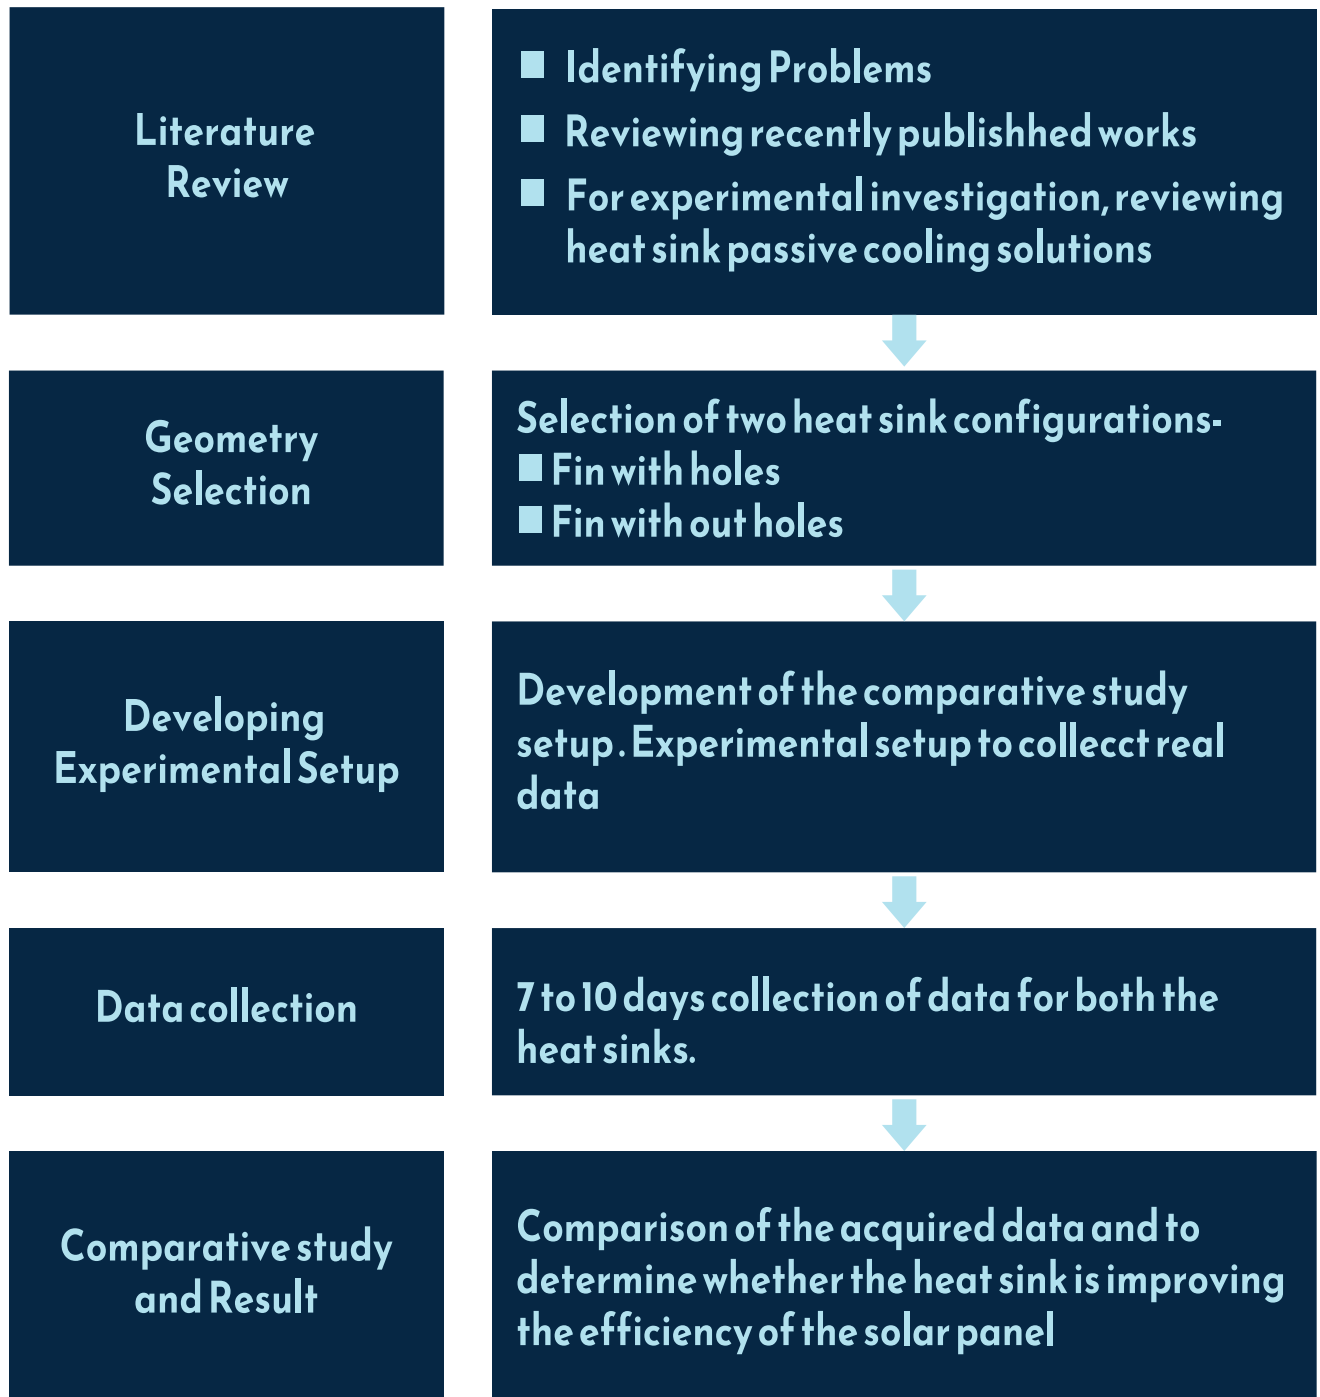 Literature
Review
Identifying Problems
Reviewing recently publishhed works
For experimental investigation, reviewing
heat sink passive cooling solutions
Geometry
Selection
Selection of two heat sink configurations-
Fin with holes
Fin with out holes
Developing
Experimental Setup
Development of the comparative study
setup . Experimental setup to collecct real
data
Data collection
7 to 10 days collection of data for both the
heat sinks.
Comparative study
and Result
Comparison of the acquired data and to
determine whether the heat sink is improving
the efficiency of the solar panel